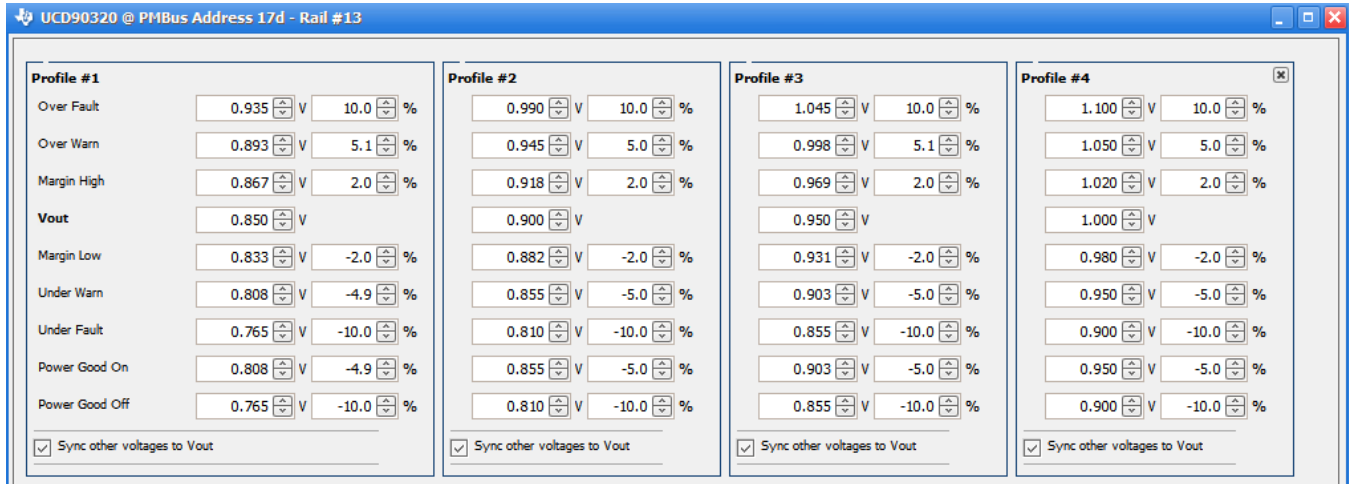 UCD90320 @ PMBus Address 17d - Rail #13
Profile #1 Profile #2 Profile #3 Profile #4
Over Fault 0.935 V 10.0 % 0.990 V 10.0 % 1.045 V 10.0 % 1.100 V 10.0 %
Over Warn 0.893 V 5.1 % 0.945 V 5.0 % 0.998 V 5.1 % 1.050 V 5.0 %
Margin High 0.867 V 2.0 % 0.918 V 2.0 % 0.969 V 2.0 % 1.020 V 2.0 %
Vout 0.850 V 0.900 V 0.950 V 1.000 V
Margin Low 0.833 V -2.0 % 0.882 V -2.0 % 0.931 V -2.0 % 0.980 V -2.0 %
Under Warn 0.808 V -4.9 % 0.855 V -5.0 % 0.903 V -5.0 % 0.950 V -5.0 %
Under Fault 0.765 V -10.0 % 0.810 V -10.0 % 0.855 V -10.0 % 0.900 V -10.0 %
Power Good On 0.808 V -4.9 % 0.855 V -5.0 % 0.903 V -5.0 % 0.950 V -5.0 %
Power Good Off 0.765 V -10.0 % 0.810 V -10.0 % 0.855 V -10.0 % 0.900 V -10.0 %
Sync other voltages to Vout Sync other voltages to Vout Sync other voltages to Vout Sync other voltages to Vout